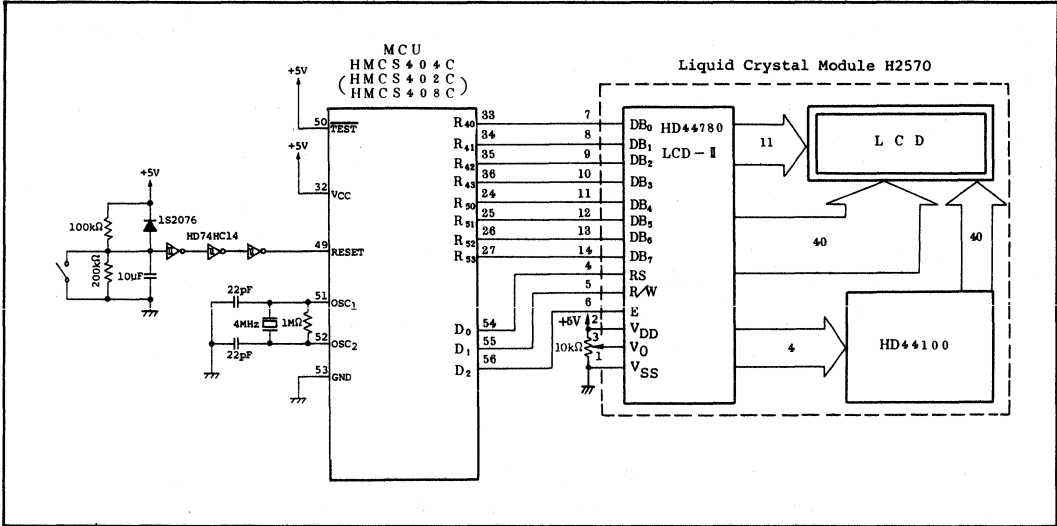 MCU
HMCS404C
(HMCS402C)
HMCS408C
Liquid Crystal Module H2570
+5V
50 TEST
+5V
32 VCC
+5V
100kΩ
1S2076
HD74HC14
49 RESET
200kΩ
10μF
22pF
51 OSC1
4MHz
1MΩ
52 OSC2
22pF
53 GND
R40 33 7 DB0
R41 34 8 DB1
R42 35 9 DB2
R43 36 10 DB3
R50 24 11 DB4
R51 25 12 DB5
R52 26 13 DB6
R53 27 14 DB7
4 RS
5 R/W
6 E
D0 54
D1 55
D2 56
+5V
2 VDD
10kΩ
3 VO
1 VSS
HD44780
LCD-Ⅱ
11
LCD
40
40
4
HD44100